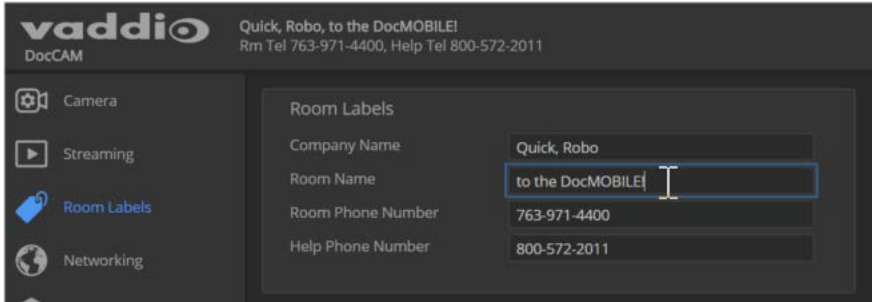 vaddio
DocCAM
Quick, Robo, to the DocMOBILE!
Rm Tel 763-971-4400, Help Tel 800-572-2011
Camera
Streaming
Room Labels
Networking
Room Labels
Company Name Quick, Robo
Room Name to the DocMOBILE!
Room Phone Number 763-971-4400
Help Phone Number 800-572-2011